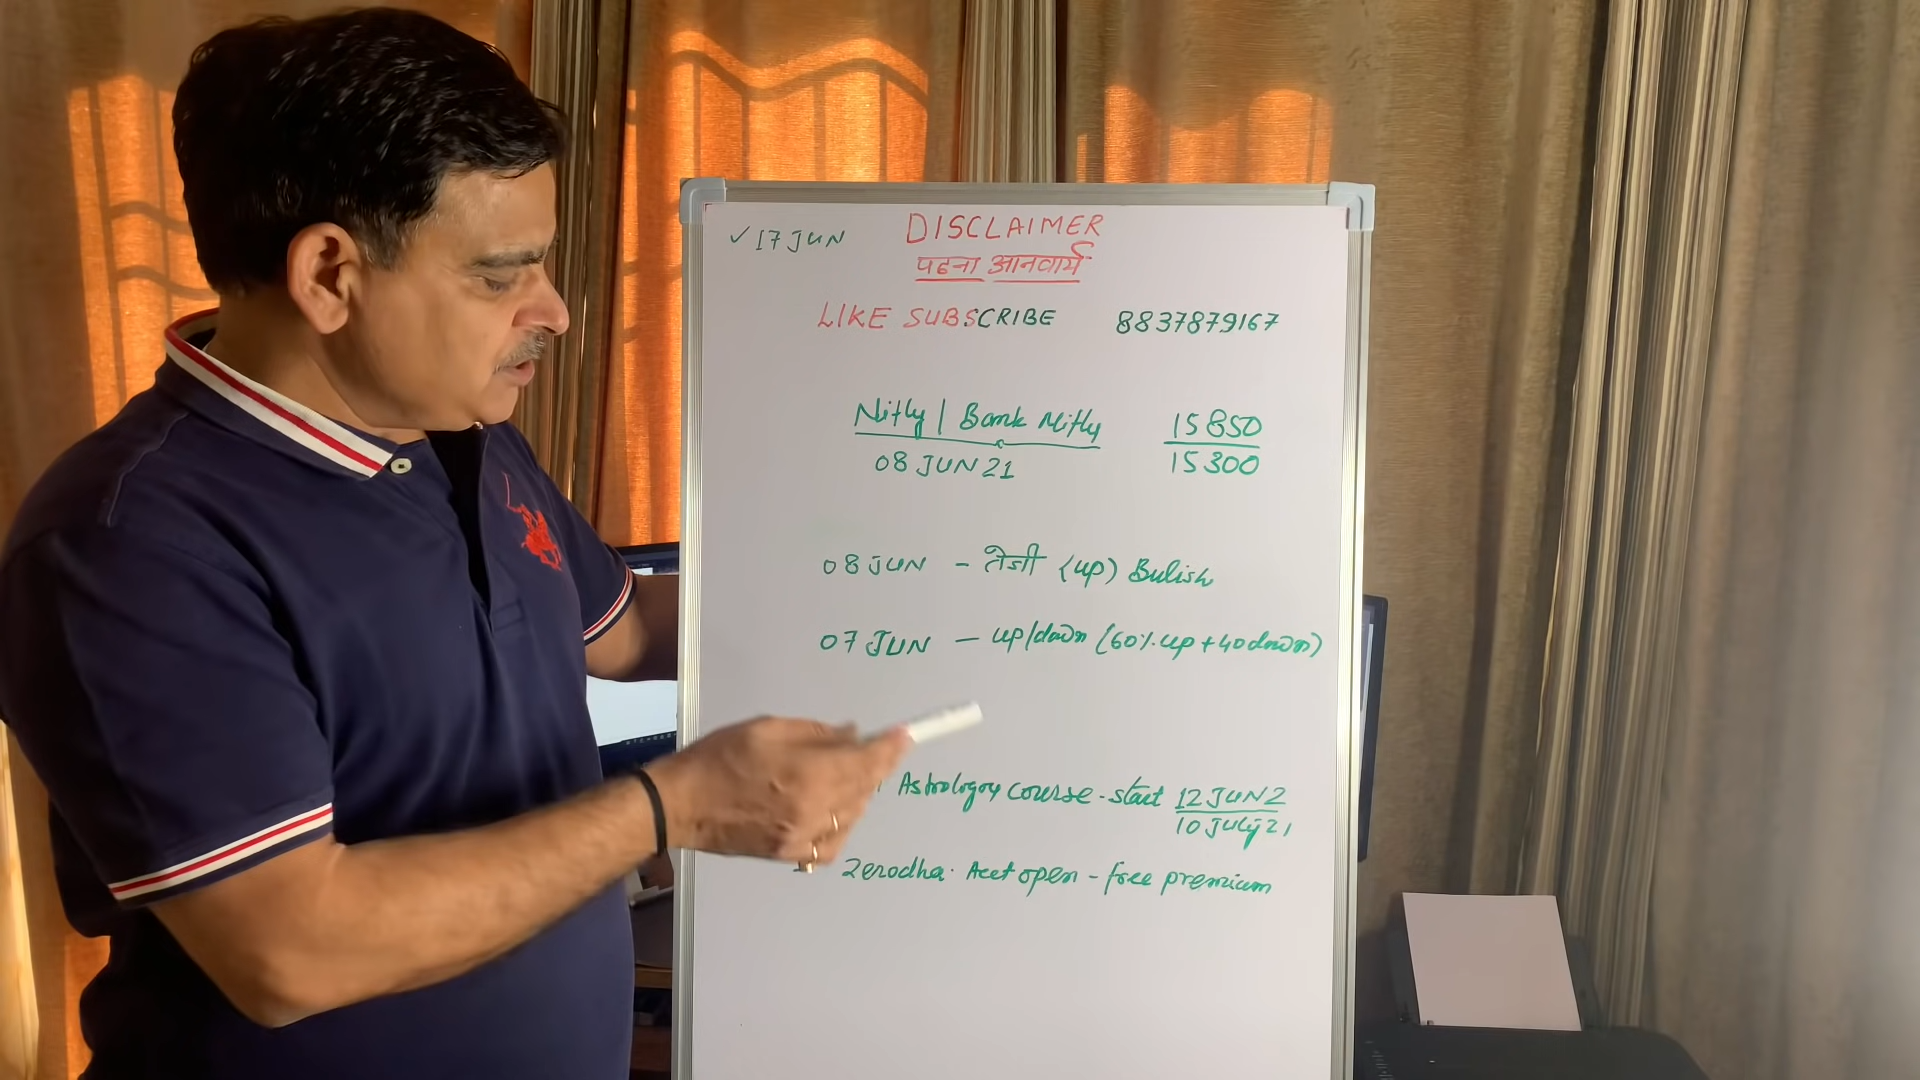 ✓ 17 JUN
DISCLAIMER
पढना आनवार्य
LIKE SUBSCRIBE 8837879167
Nifty | Bank Nifty 15850
08 JUN 21 15300
08 JUN - तेजी (up) Bulish
07 JUN - up/down (60% up + 40 down)
Astrology course - start 12 JUN 2
10 July 21
Zerodha. Acct open - free premium